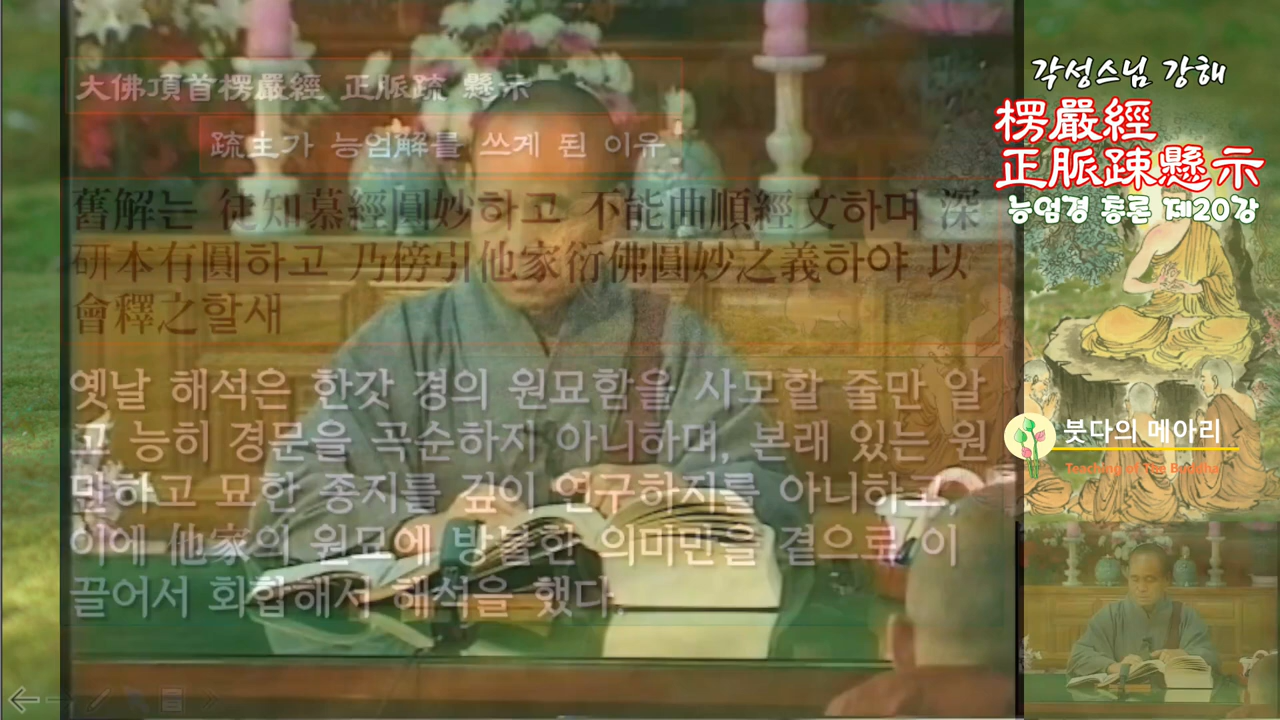 大佛頂首楞嚴經 正脈疏 懸示
疏主가 능엄解를 쓰게 된 이유
舊解는 徒知慕經圓妙하고 不能曲順經文하며 深
研本有圓하고 乃傍引他家衍佛圓妙之義하야 以
會釋之할새
옛날 해석은 한갓 경의 원묘함을 사모할 줄만 알
고 능히 경문을 곡순하지 아니하며, 본래 있는 원
만하고 묘한 종지를 깊이 연구하지를 아니하고,
이에 他家의 원묘에 방불한 의미만을 곁으로 이
끌어서 회합해서 해석을 했다.
각성스님 강해
楞嚴經
正脈疎懸示
능엄경 총론 제20강
붓다의 메아리
Teaching of The Buddha